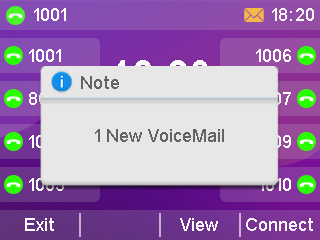 1001 18:20
1001 1006
Note
1 New VoiceMail
Exit View Connect